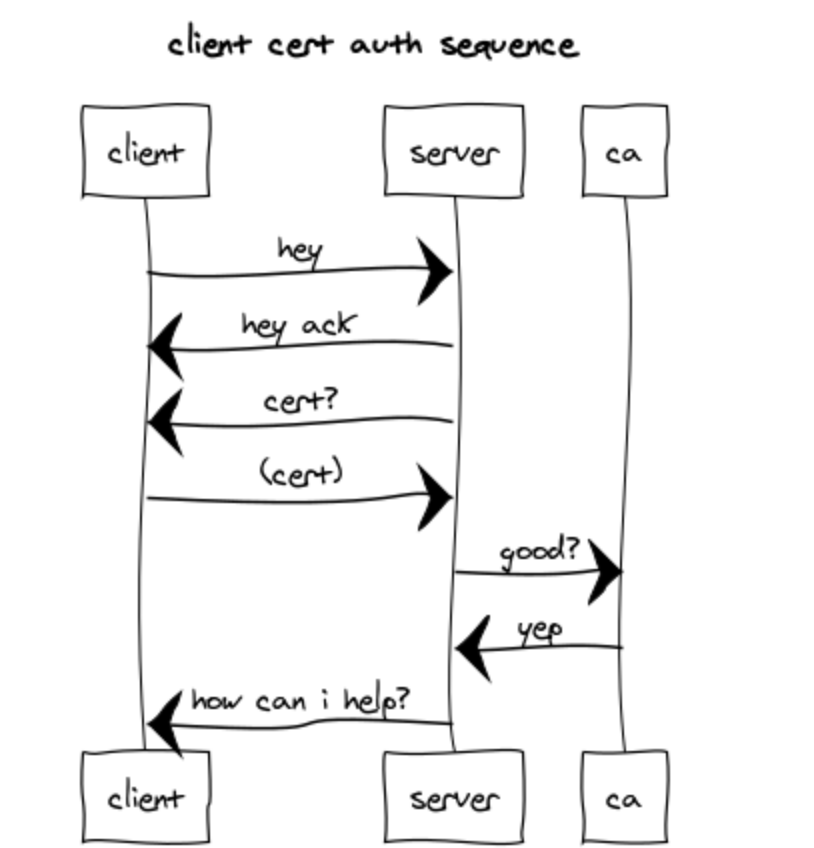 client cert auth sequence
client server ca
hey
hey ack
cert?
(cert)
good?
yep
how can i help?
client server ca